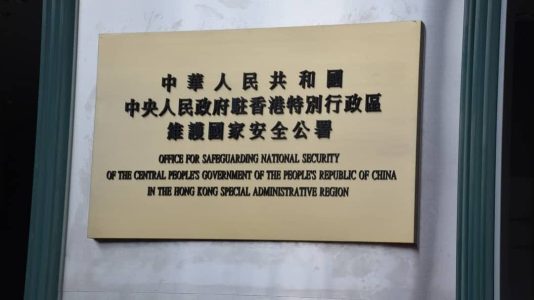 中華人民共和國
中央人民政府駐香港特別行政區
維護國家安全公署
OFFICE FOR SAFEGUARDING NATIONAL SECURITY
OF THE CENTRAL PEOPLE'S GOVERNMENT OF THE PEOPLE'S REPUBLIC OF CHINA
IN THE HONG KONG SPECIAL ADMINISTRATIVE REGION